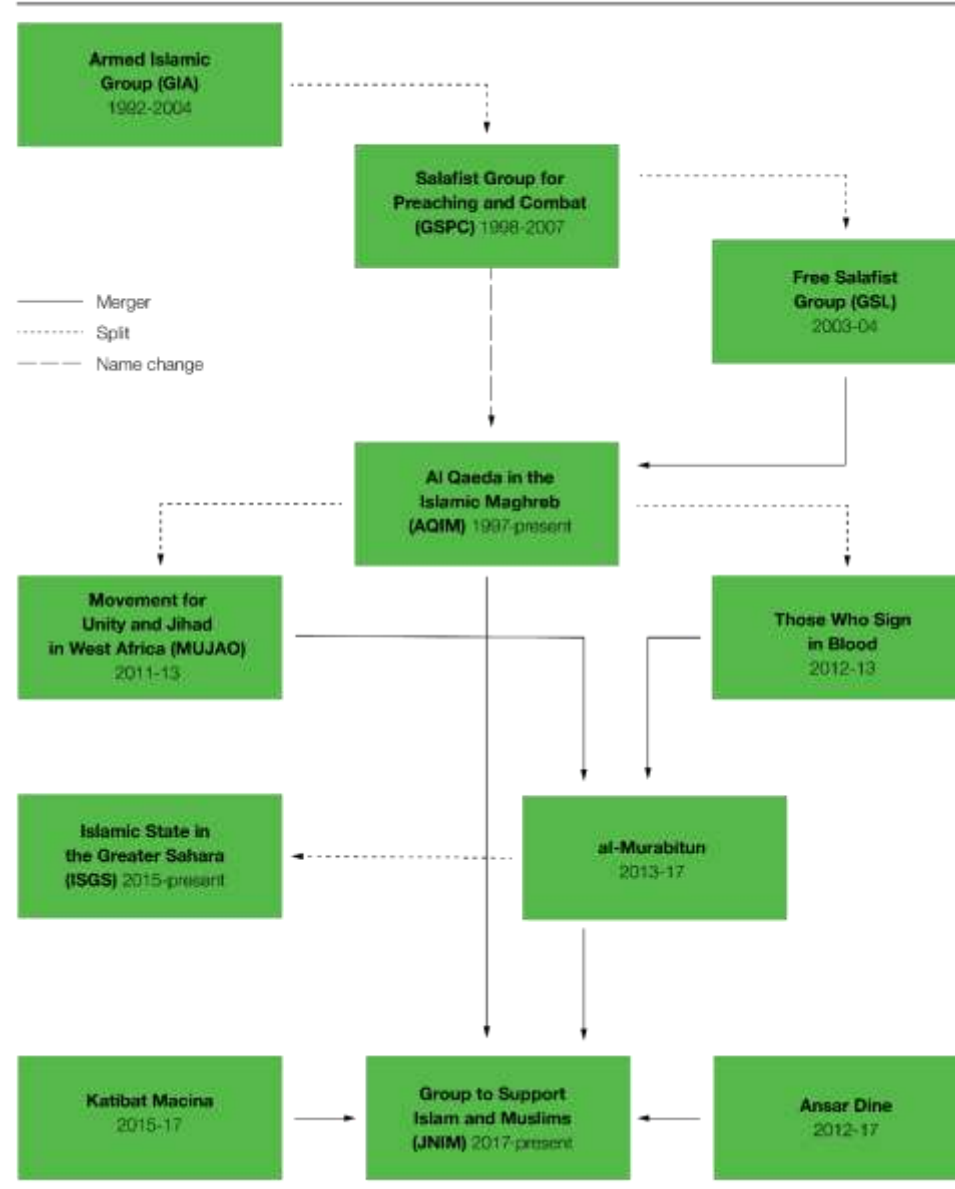 Armed Islamic
Group (GIA)
1992-2004
Salafist Group for
Preaching and Combat
(GSPC) 1998-2007
Free Salafist
Group (GSL)
2003-04
Merger
Split
Name change
Al Qaeda in the
Islamic Maghreb
(AQIM) 1997-present
Movement for
Unity and Jihad
in West Africa (MUJAO)
2011-13
Those Who Sign
in Blood
2012-13
Islamic State in
the Greater Sahara
(ISGS) 2015-present
al-Murabitun
2013-17
Katibat Macina
2015-17
Group to Support
Islam and Muslims
(JNIM) 2017-present
Ansar Dine
2012-17